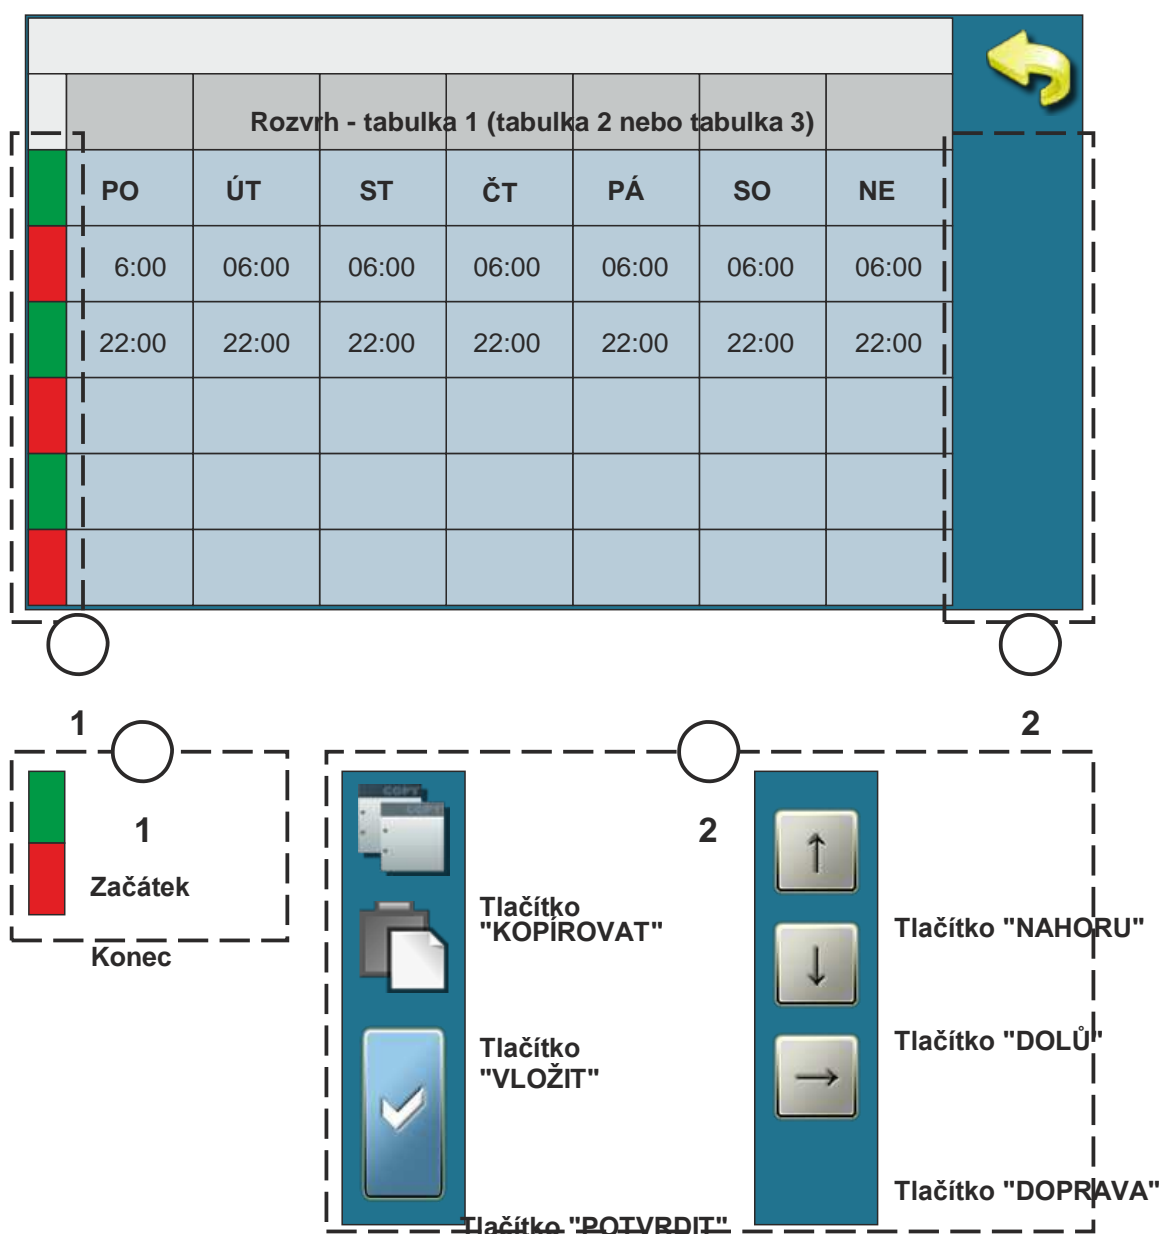 Rozvrh - tabulka 1 (tabulka 2 nebo tabulka 3)
PO ÚT ST ČT PÁ SO NE
6:00 06:00 06:00 06:00 06:00 06:00 06:00
22:00 22:00 22:00 22:00 22:00 22:00 22:00
1 2
1
Začátek
Konec
2
COPY
COPY
Tlačítko
"KOPÍROVAT"
Tlačítko
"VLOŽIT"
Tlačítko "POTVRDIT"
Tlačítko "NAHORU"
Tlačítko "DOLŮ"
Tlačítko "DOPRAVA"